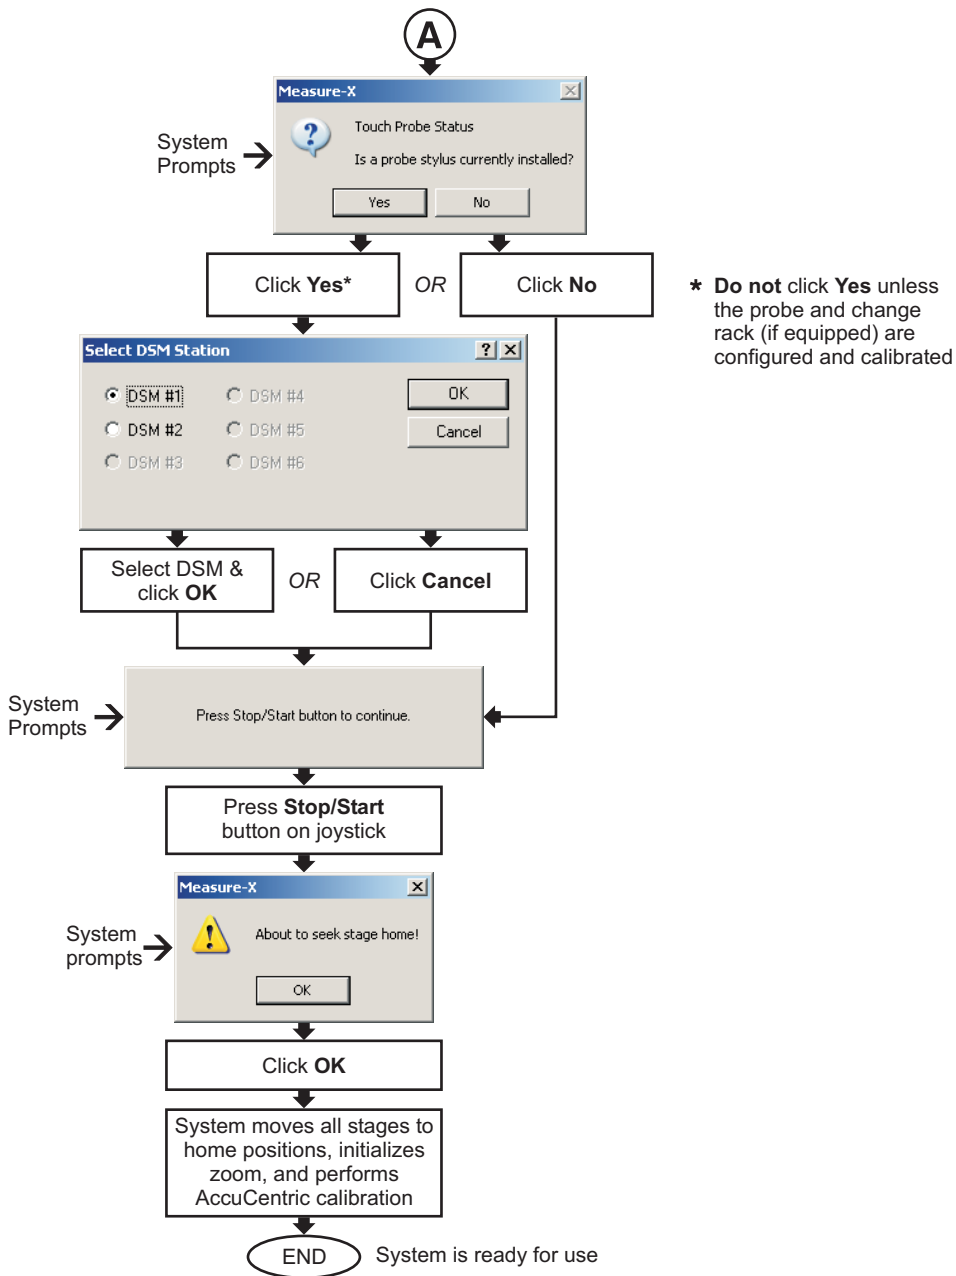 A
Measure-X
Touch Probe Status
Is a probe stylus currently installed?
Yes
No
System
Prompts
Click Yes*
OR
Click No
* Do not click Yes unless
the probe and change
rack (if equipped) are
configured and calibrated
Select DSM Station
DSM #1
DSM #4
OK
DSM #2
DSM #5
Cancel
DSM #3
DSM #6
Select DSM &
click OK
OR
Click Cancel
System
Prompts
Press Stop/Start button to continue.
Press Stop/Start
button on joystick
Measure-X
About to seek stage home!
OK
System
prompts
Click OK
System moves all stages to
home positions, initializes
zoom, and performs
AccuCentric calibration
END
System is ready for use